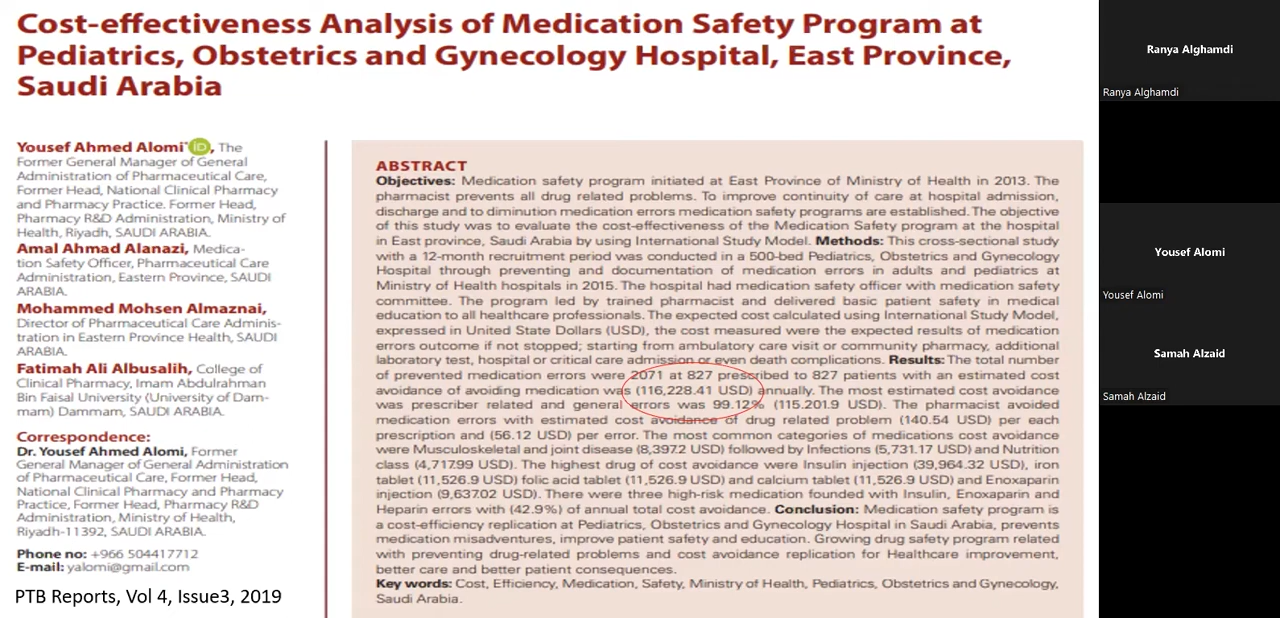 Cost-effectiveness Analysis of Medication Safety Program at
Pediatrics, Obstetrics and Gynecology Hospital, East Province,
Saudi Arabia
Yousef Ahmed Alomi*iD, The
Former General Manager of General
Administration of Pharmaceutical Care,
Former Head, National Clinical Pharmacy
and Pharmacy Practice. Former Head,
Pharmacy R&D Administration, Ministry of
Health, Riyadh, SAUDI ARABIA.
Amal Ahmad Alanazi, Medica-
tion Safety Officer, Pharmaceutical Care
Administration, Eastern Province, SAUDI
ARABIA.
Mohammed Mohsen Almaznai,
Director of Pharmaceutical Care Adminis-
tration in Eastern Province Health, SAUDI
ARABIA.
Fatimah Ali Albusalih, College of
Clinical Pharmacy, Imam Abdulrahman
Bin Faisal University (University of Dam-
mam) Dammam, SAUDI ARABIA.
Correspondence:
Dr. Yousef Ahmed Alomi, Former
General Manager of General Administration
of Pharmaceutical Care, Former Head,
National Clinical Pharmacy and Pharmacy
Practice, Former Head, Pharmacy R&D
Administration, Ministry of Health,
Riyadh-11392, SAUDI ARABIA.
Phone no: +966 504417712
E-mail: yalomi@gmail.com
PTB Reports, Vol 4, Issue3, 2019
ABSTRACT
Objectives: Medication safety program initiated at East Province of Ministry of Health in 2013. The
pharmacist prevents all drug related problems. To improve continuity of care at hospital admission,
discharge and to diminution medication errors medication safety programs are established. The objective
of this study was to evaluate the cost-effectiveness of the Medication Safety program at the hospital
in East province, Saudi Arabia by using International Study Model. Methods: This cross-sectional study
with a 12-month recruitment period was conducted in a 500-bed Pediatrics, Obstetrics and Gynecology
Hospital through preventing and documentation of medication errors in adults and pediatrics at
Ministry of Health hospitals in 2015. The hospital had medication safety officer with medication safety
committee. The program led by trained pharmacist and delivered basic patient safety in medical
education to all healthcare professionals. The expected cost calculated using International Study Model,
expressed in United State Dollars (USD), the cost measured were the expected results of medication
errors outcome if not stopped; starting from ambulatory care visit or community pharmacy, additional
laboratory test, hospital or critical care admission or even death complications. Results: The total number
of prevented medication errors were 2071 at 827 prescribed to 827 patients with an estimated cost
avoidance of avoiding medication was (116,228.41 USD) annually. The most estimated cost avoidance
was prescriber related and general errors was 99.12% (115.201.9 USD). The pharmacist avoided
medication errors with estimated cost avoidance of drug related problem (140.54 USD) per each
prescription and (56.12 USD) per error. The most common categories of medications cost avoidance
were Musculoskeletal and joint disease (8,397.2 USD) followed by Infections (5,731.17 USD) and Nutrition
class (4,717.99 USD). The highest drug of cost avoidance were Insulin injection (39,964.32 USD), iron
tablet (11,526.9 USD) folic acid tablet (11,526.9 USD) and calcium tablet (11,526.9 USD) and Enoxaparin
injection (9,637.02 USD). There were three high-risk medication founded with Insulin, Enoxaparin and
Heparin errors with (42.9%) of annual total cost avoidance. Conclusion: Medication safety program is
a cost-efficiency replication at Pediatrics, Obstetrics and Gynecology Hospital in Saudi Arabia, prevents
medication misadventures, improve patient safety and education. Growing drug safety program related
with preventing drug-related problems and cost avoidance replication for Healthcare improvement,
better care and better patient consequences.
Key words: Cost, Efficiency, Medication, Safety, Ministry of Health, Pediatrics, Obstetrics and Gynecology,
Saudi Arabia.
Ranya Alghamdi
Ranya Alghamdi
Yousef Alomi
Yousef Alomi
Samah Alzaid
Samah Alzaid